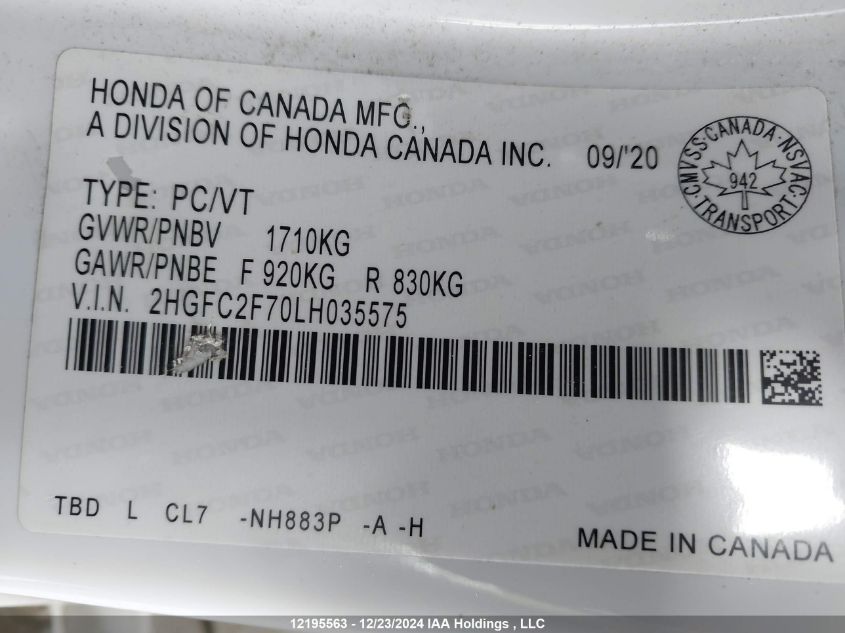 HONDA OF CANADA MFG.,
A DIVISION OF HONDA CANADA INC. 09/'20
CMVSS·CANADA·NSVAC·TRANSPORT
942
TYPE: PC/VT
GVWR/PNBV 1710KG
GAWR/PNBE F 920KG R 830KG
V.I.N. 2HGFC2F70LH035575
TBD L CL7 -NH883P -A -H
MADE IN CANADA
12195563 - 12/23/2024 IAA Holdings , LLC